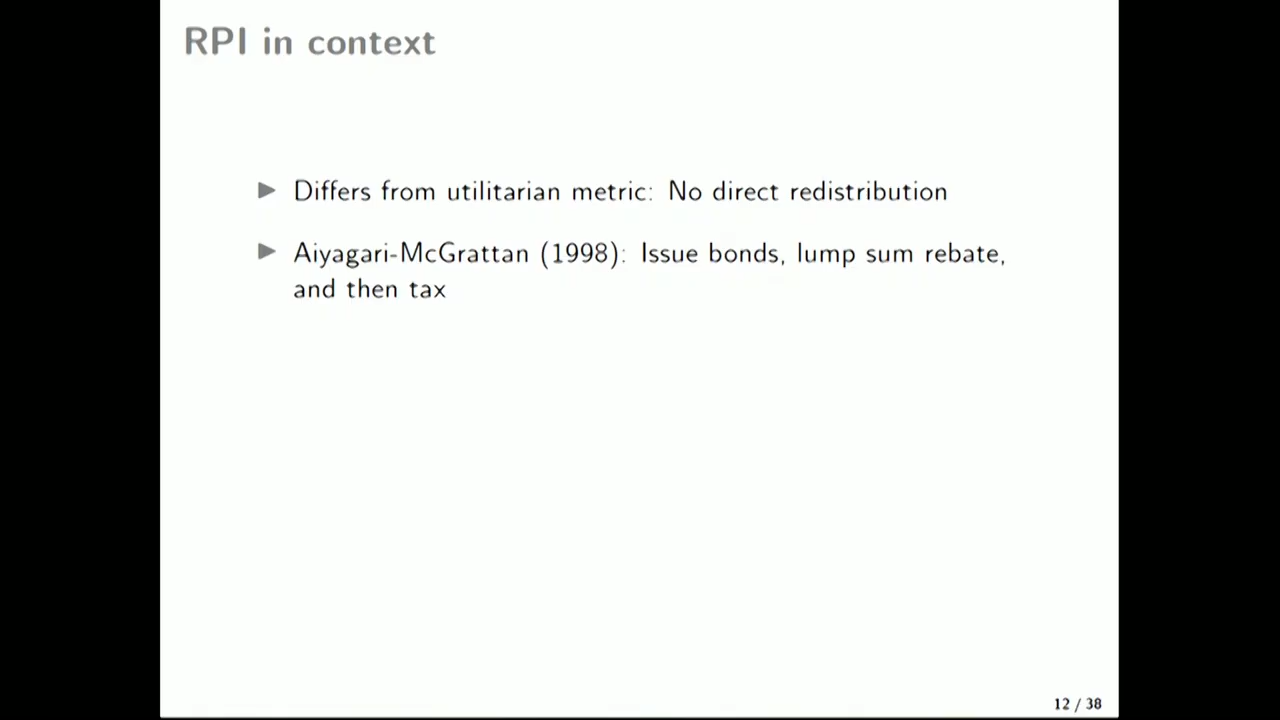 RPI in context
Differs from utilitarian metric: No direct redistribution
Aiyagari-McGrattan (1998): Issue bonds, lump sum rebate,
and then tax
12 / 38